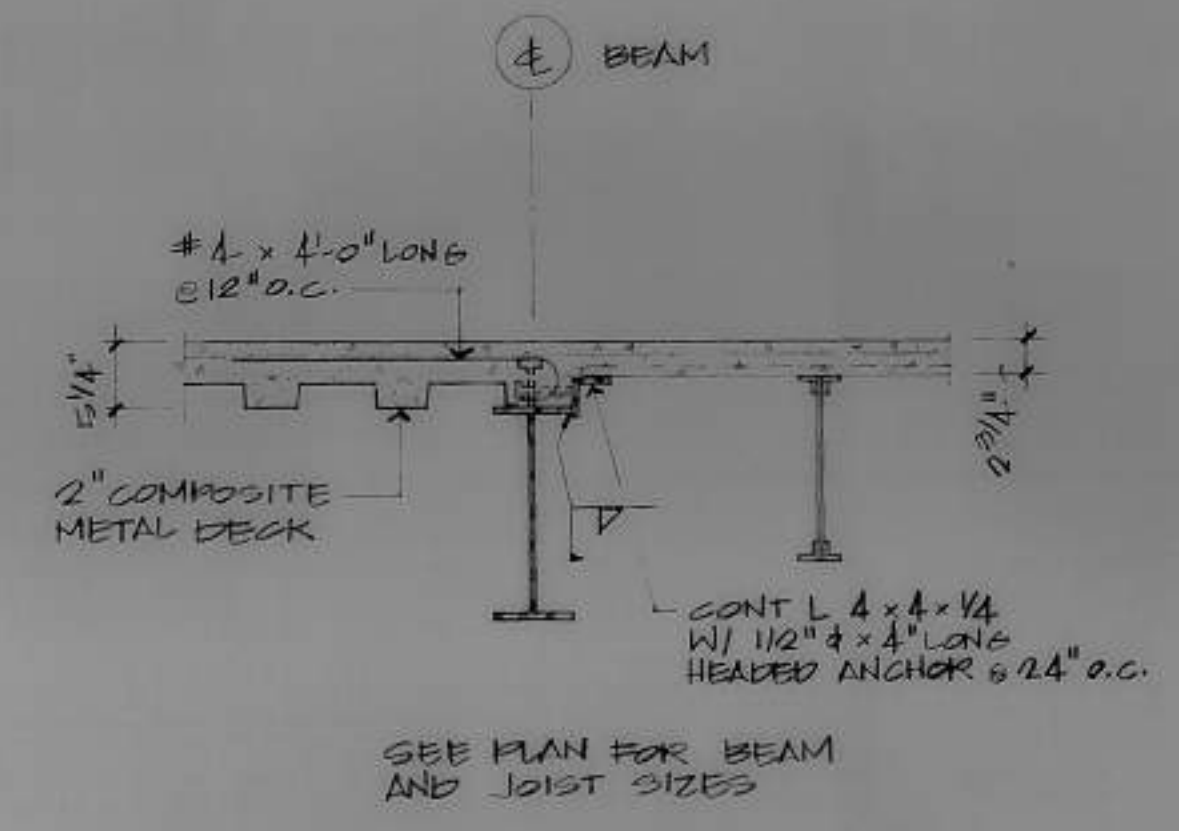 ℄ BEAM
#4 x 4'-0" LONG
@ 12" O.C.
5 1/4"
2 3/4"
2" COMPOSITE
METAL DECK
CONT L 4 x 4 x 1/4
W/ 1/2" φ x 4" LONG
HEADED ANCHOR @ 24" O.C.
SEE PLAN FOR BEAM
AND JOIST SIZES